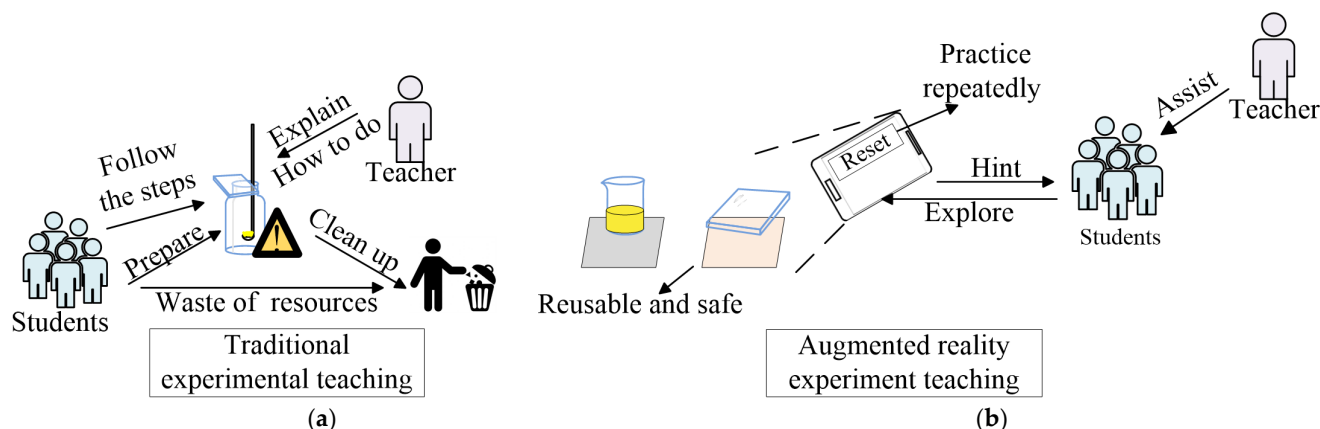 Follow
the steps
Explain
How to do
Teacher
Prepare
Clean up
Waste of resources
Students
Traditional
experimental teaching
(a)
Practice
repeatedly
Assist
Teacher
Reset
Hint
Explore
Students
Reusable and safe
Augmented reality
experiment teaching
(b)